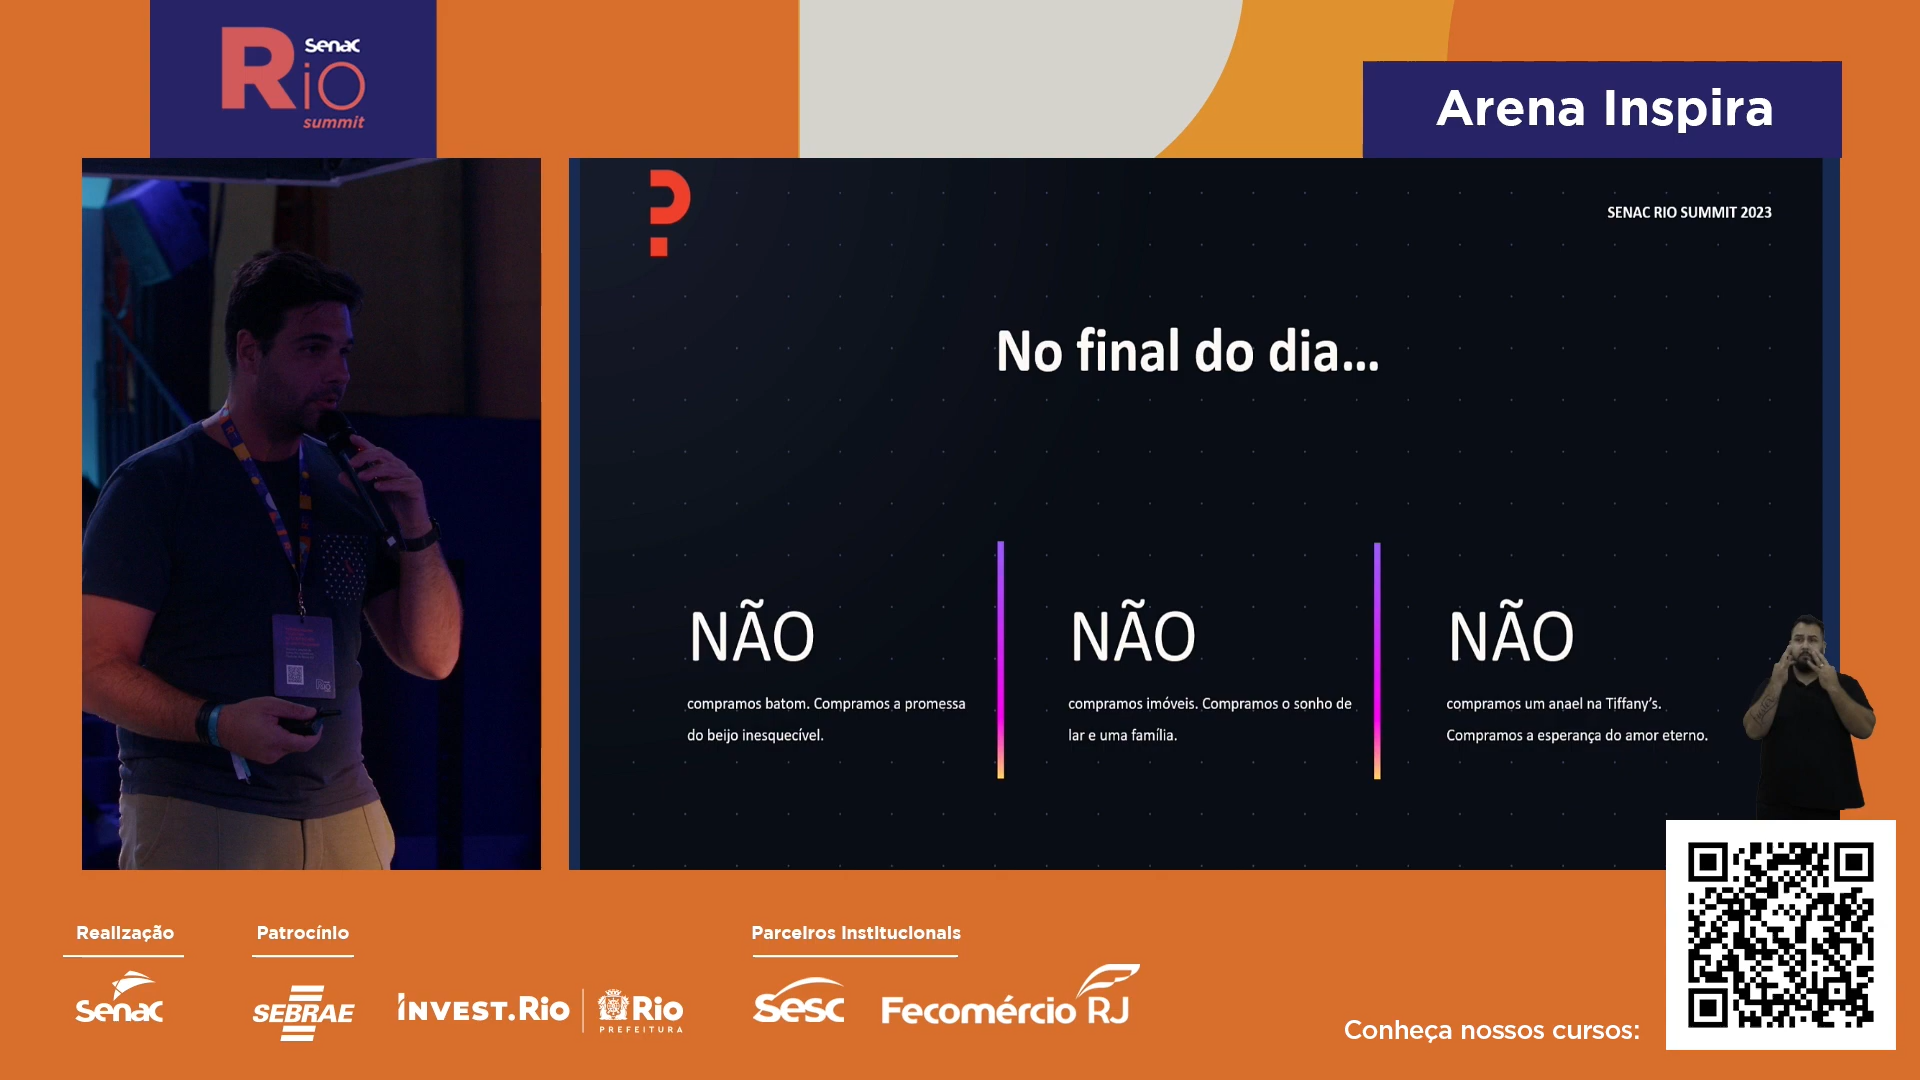 Senac
Rio
summit
Arena Inspira
SENAC RIO SUMMIT 2023
No final do dia...
NÃO
compramos batom. Compramos a promessa
do beijo inesquecível.
NÃO
compramos imóveis. Compramos o sonho de
lar e uma família.
NÃO
compramos um anael na Tiffany's.
Compramos a esperança do amor eterno.
Realização
Senac
Patrocínio
SEBRAE
INVEST.Rio
Rio
PREFEITURA
Parceiros Institucionais
Sesc
Fecomércio RJ
Conheça nossos cursos: